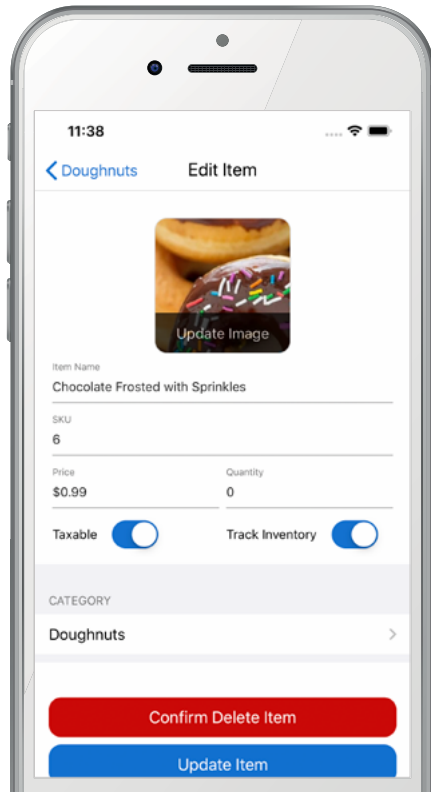 11:38
Doughnuts Edit Item
Update Image
Item Name
Chocolate Frosted with Sprinkles
SKU
6
Price Quantity
$0.99 0
Taxable Track Inventory
CATEGORY
Doughnuts
Confirm Delete Item
Update Item